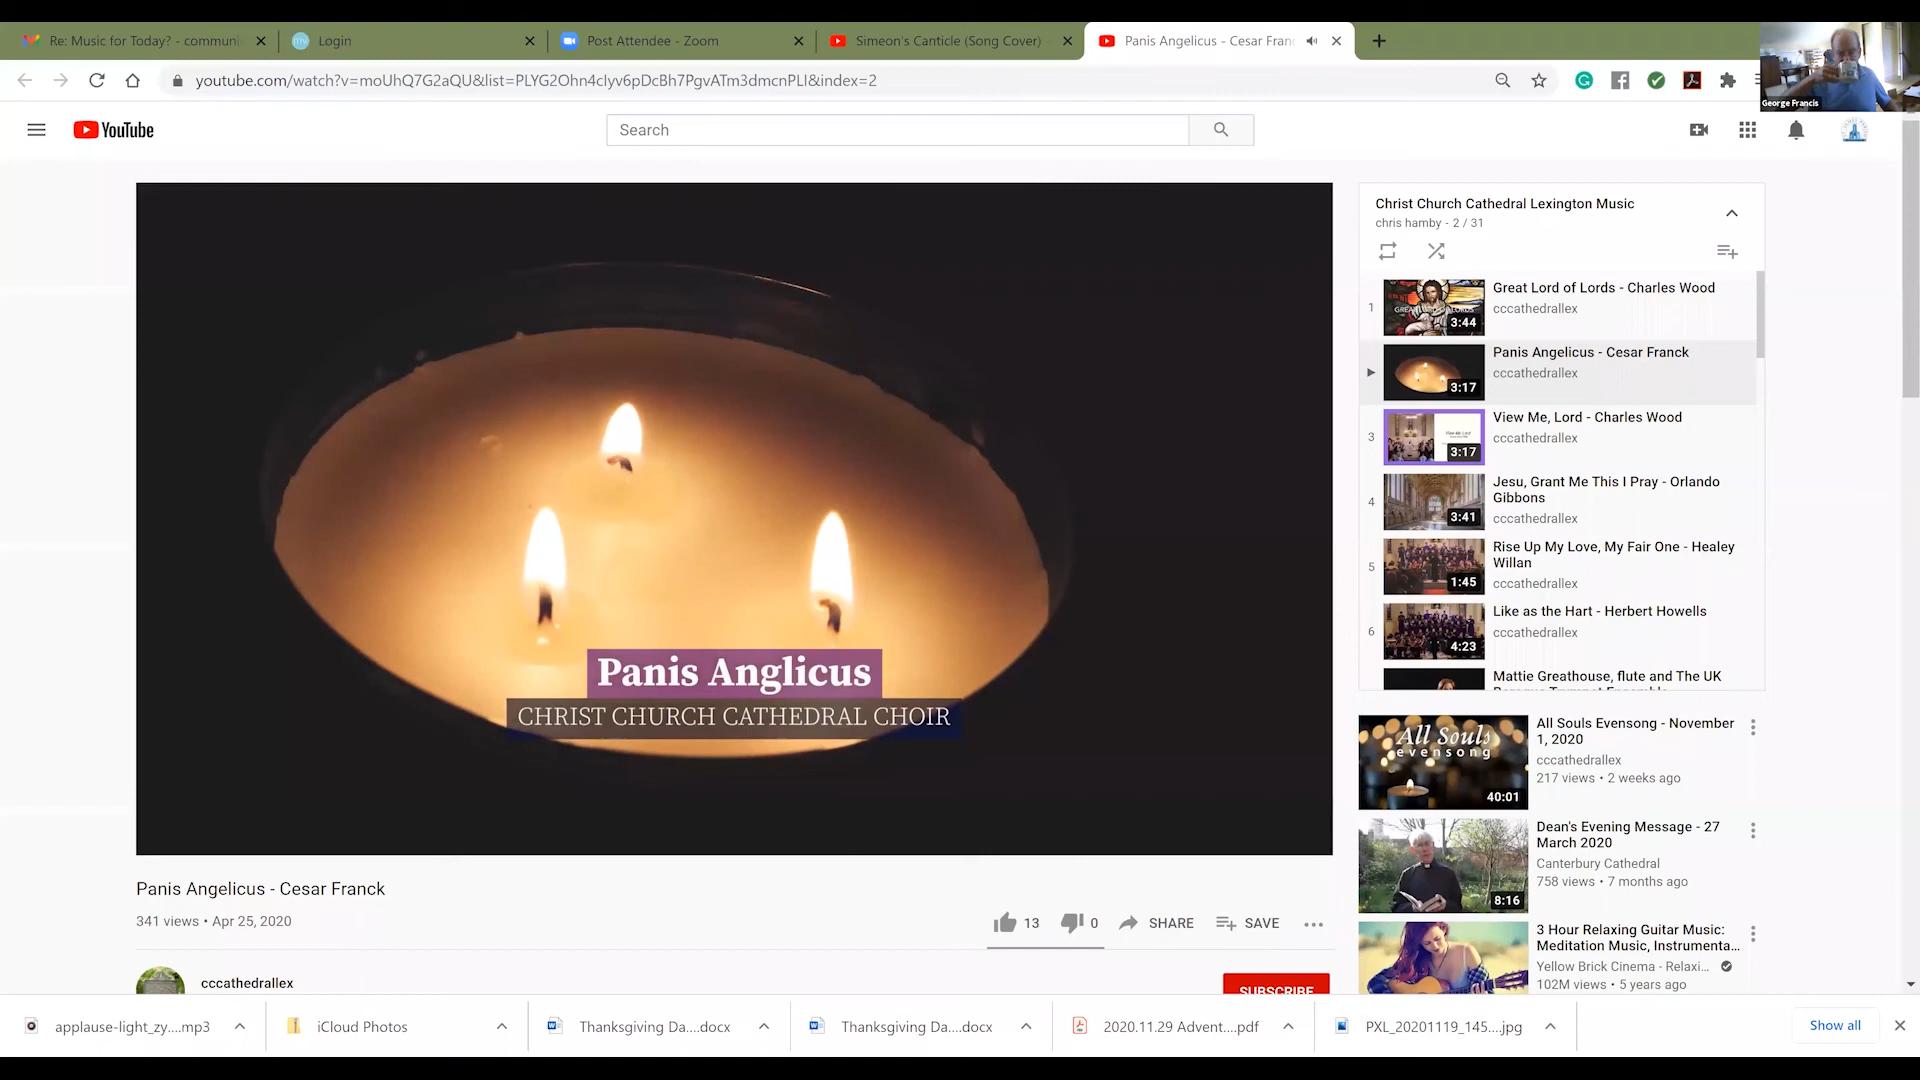 Re: Music for Today? - communi
Login
Post Attendee - Zoom
Simeon's Canticle (Song Cover) -
Panis Angelicus - Cesar Franc
youtube.com/watch?v=moUhQ7G2aQU&list=PLYG2Ohn4clyv6pDcBh7PgvATm3dmcnPLI&index=2
George Francis
YouTube
Search
Panis Anglicus
CHRIST CHURCH CATHEDRAL CHOIR
Panis Angelicus - Cesar Franck
341 views • Apr 25, 2020
13
0
SHARE
SAVE
cccathedrallex
SUBSCRIBE
Christ Church Cathedral Lexington Music
chris hamby - 2 / 31
1
3:44
Great Lord of Lords - Charles Wood
cccathedrallex
3:17
Panis Angelicus - Cesar Franck
cccathedrallex
3
3:17
View Me, Lord - Charles Wood
cccathedrallex
4
3:41
Jesu, Grant Me This I Pray - Orlando
Gibbons
cccathedrallex
5
1:45
Rise Up My Love, My Fair One - Healey
Willan
cccathedrallex
6
4:23
Like as the Hart - Herbert Howells
cccathedrallex
Mattie Greathouse, flute and The UK
All Souls
evensong
40:01
All Souls Evensong - November
1, 2020
cccathedrallex
217 views • 2 weeks ago
8:16
Dean's Evening Message - 27
March 2020
Canterbury Cathedral
758 views • 7 months ago
3 Hour Relaxing Guitar Music:
Meditation Music, Instrumenta...
Yellow Brick Cinema - Relaxi...
102M views • 5 years ago
applause-light_zy....mp3
iCloud Photos
Thanksgiving Da....docx
Thanksgiving Da....docx
2020.11.29 Advent....pdf
PXL_20201119_145....jpg
Show all